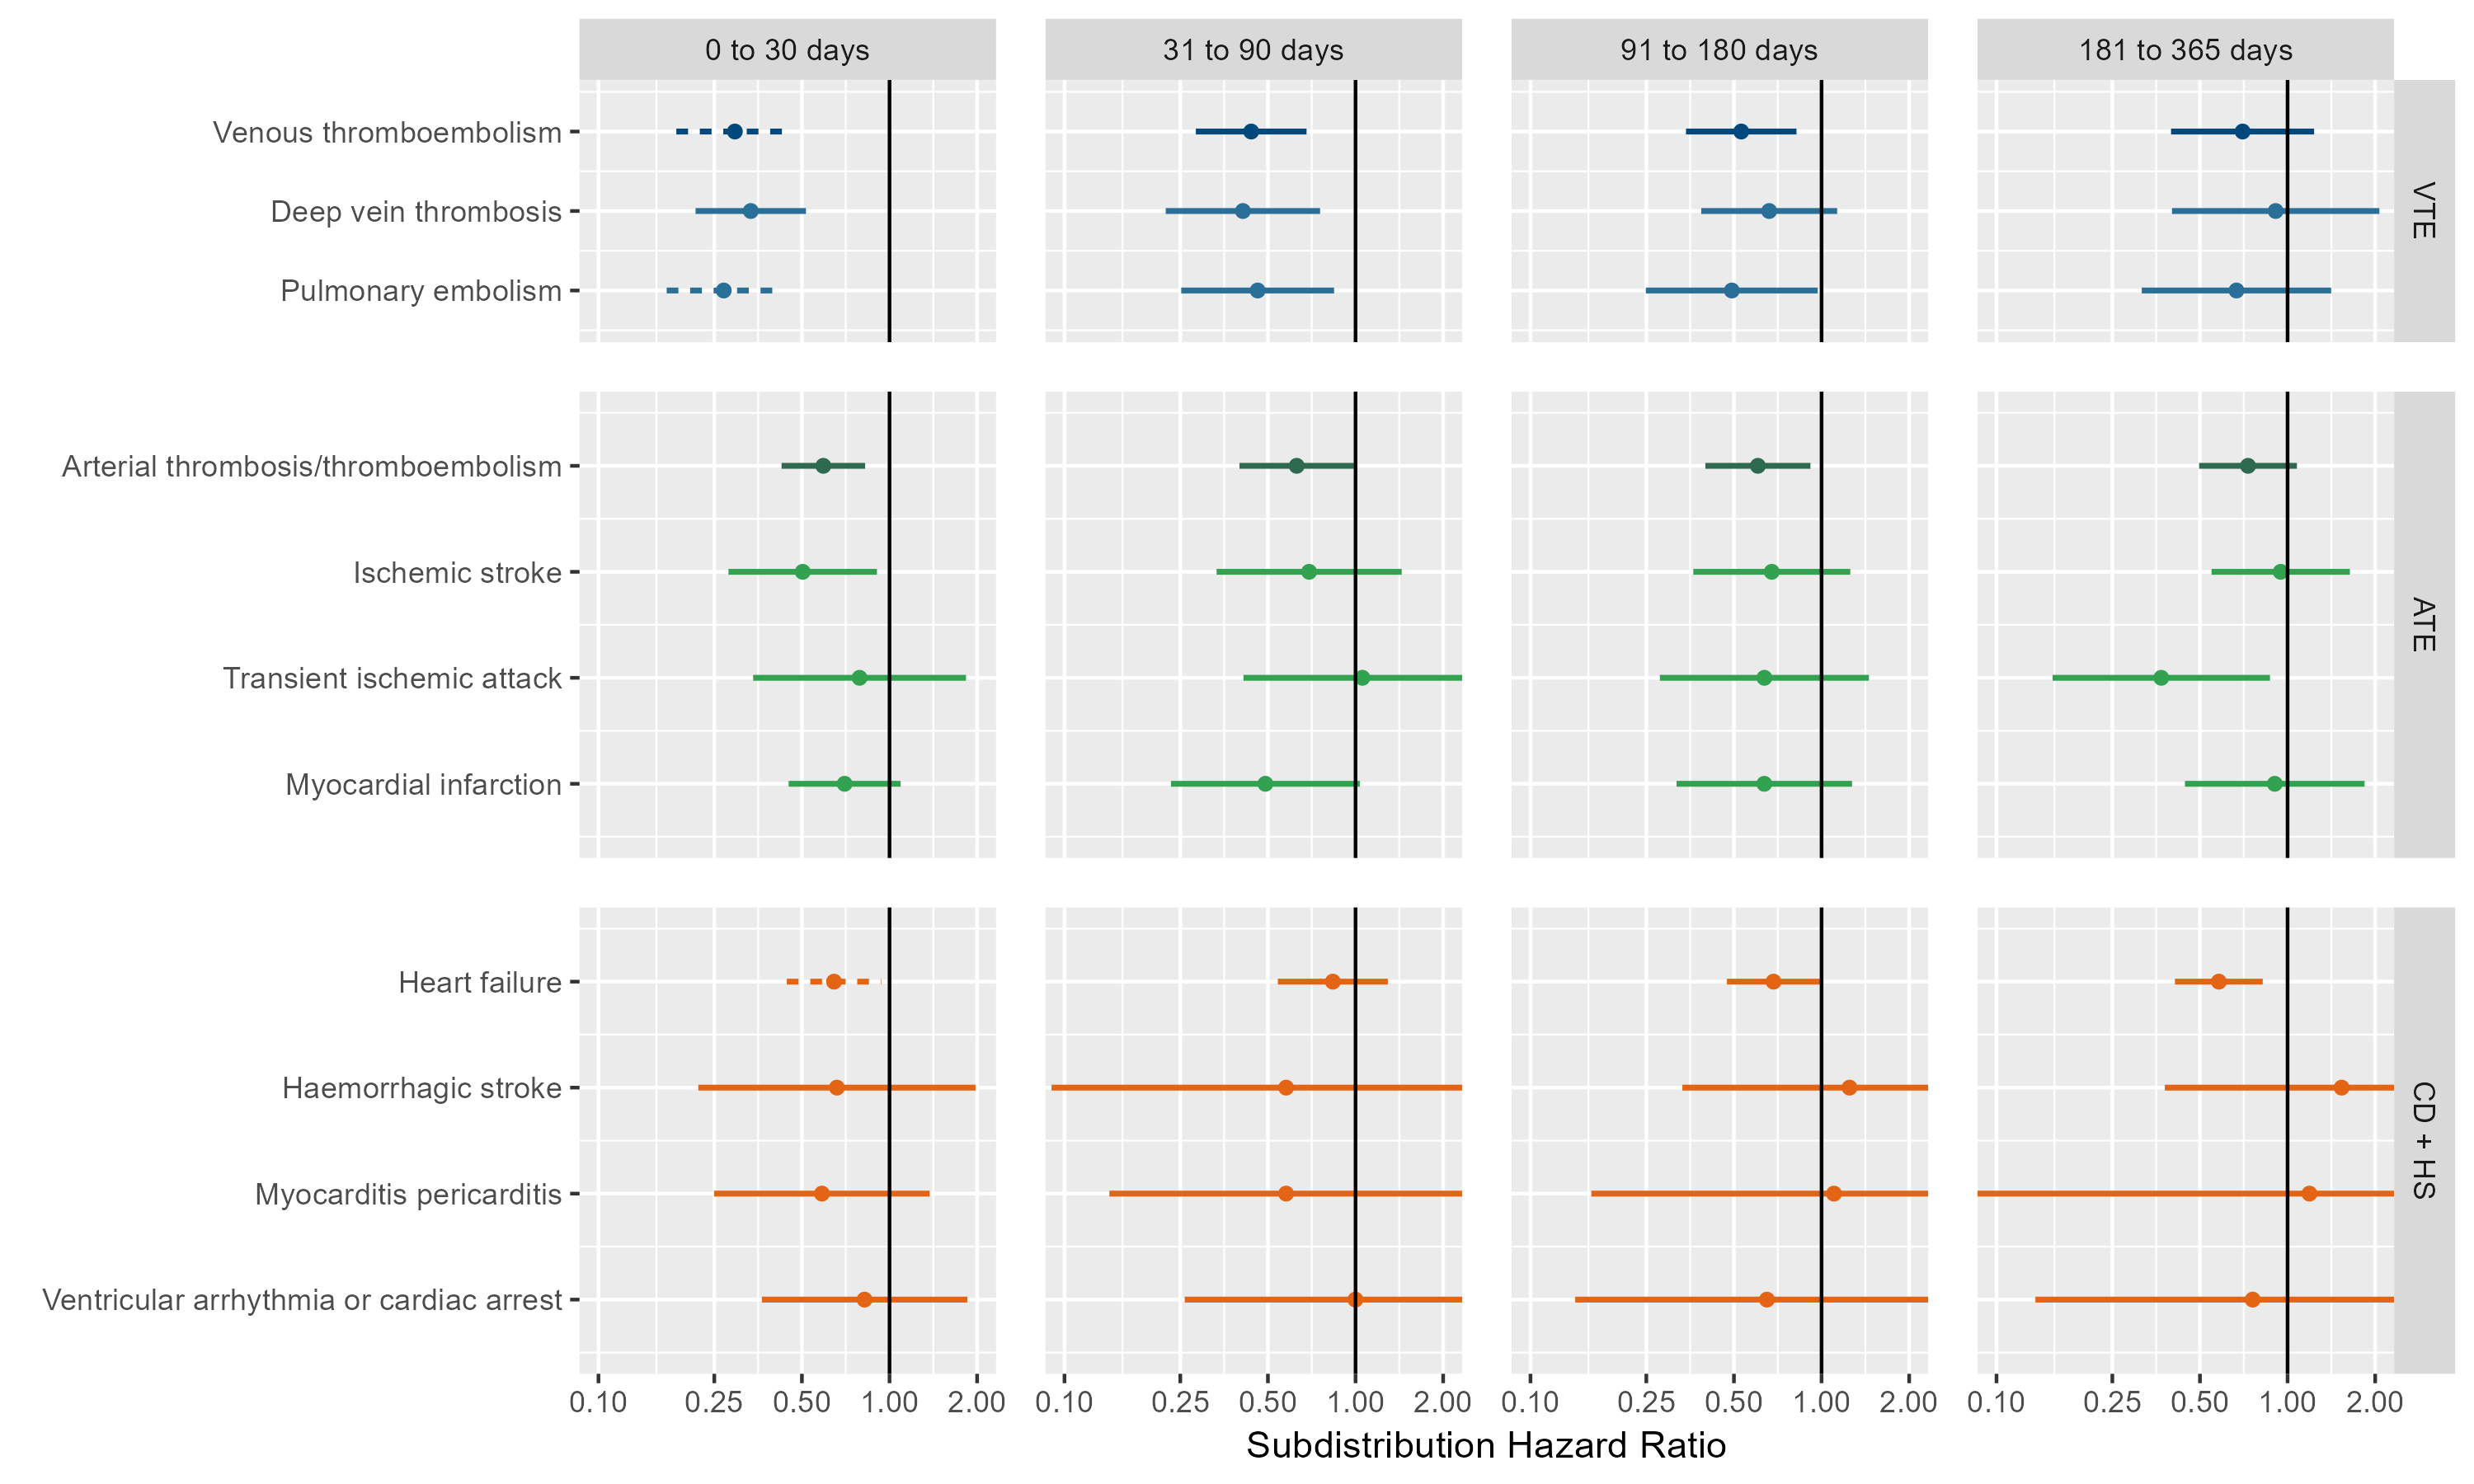 0 to 30 days
31 to 90 days
91 to 180 days
181 to 365 days
Venous thromboembolism
Deep vein thrombosis
Pulmonary embolism
VTE
Arterial thrombosis/thromboembolism
Ischemic stroke
Transient ischemic attack
Myocardial infarction
ATE
Heart failure
Haemorrhagic stroke
Myocarditis pericarditis
Ventricular arrhythmia or cardiac arrest
CD + HS
0.10 0.25 0.50 1.00 2.00
0.10 0.25 0.50 1.00 2.00
0.10 0.25 0.50 1.00 2.00
0.10 0.25 0.50 1.00 2.00
Subdistribution Hazard Ratio